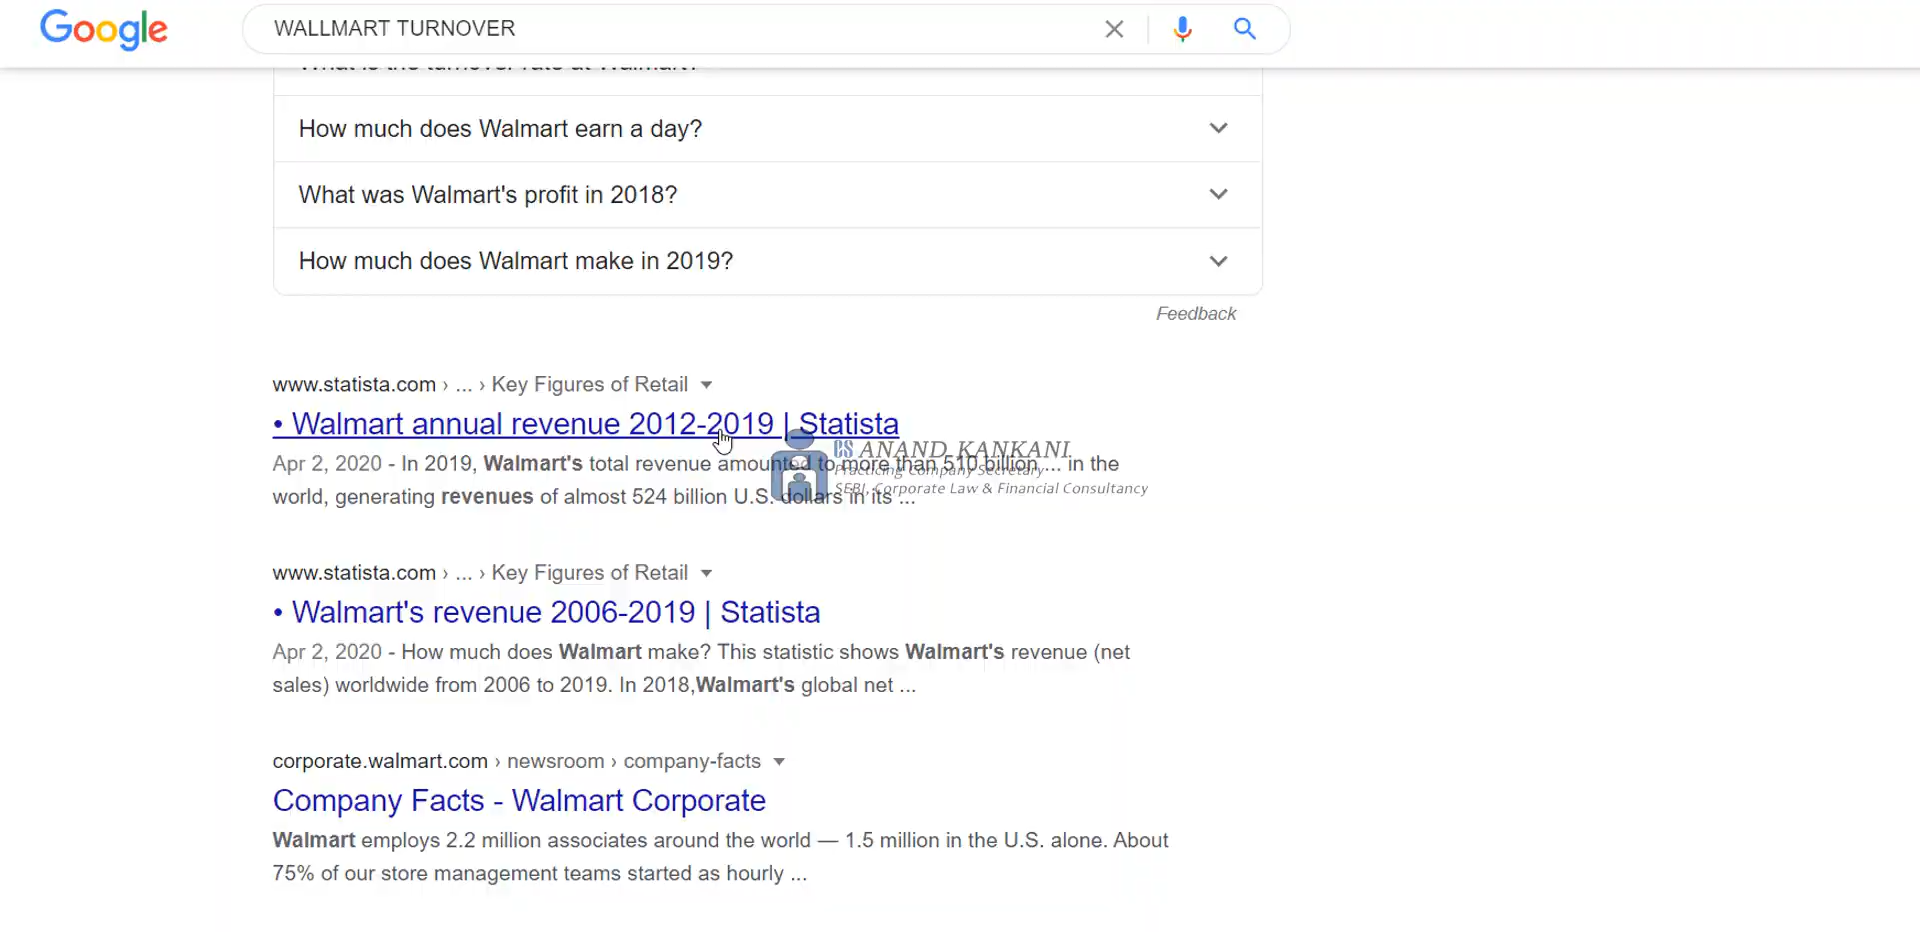 Google
WALLMART TURNOVER
What is the turnover rate at Walmart?
How much does Walmart earn a day?
What was Walmart's profit in 2018?
How much does Walmart make in 2019?
Feedback
www.statista.com › ... › Key Figures of Retail
• Walmart annual revenue 2012-2019 | Statista
Apr 2, 2020 - In 2019, Walmart's total revenue amounted to more than 510 billion ... in the
world, generating revenues of almost 524 billion U.S. dollars in its ...
CS ANAND KANKANI
Practicing Company Secretary
SEBI, Corporate Law & Financial Consultancy
www.statista.com › ... › Key Figures of Retail
• Walmart's revenue 2006-2019 | Statista
Apr 2, 2020 - How much does Walmart make? This statistic shows Walmart's revenue (net
sales) worldwide from 2006 to 2019. In 2018,Walmart's global net ...
corporate.walmart.com › newsroom › company-facts
Company Facts - Walmart Corporate
Walmart employs 2.2 million associates around the world — 1.5 million in the U.S. alone. About
75% of our store management teams started as hourly ...